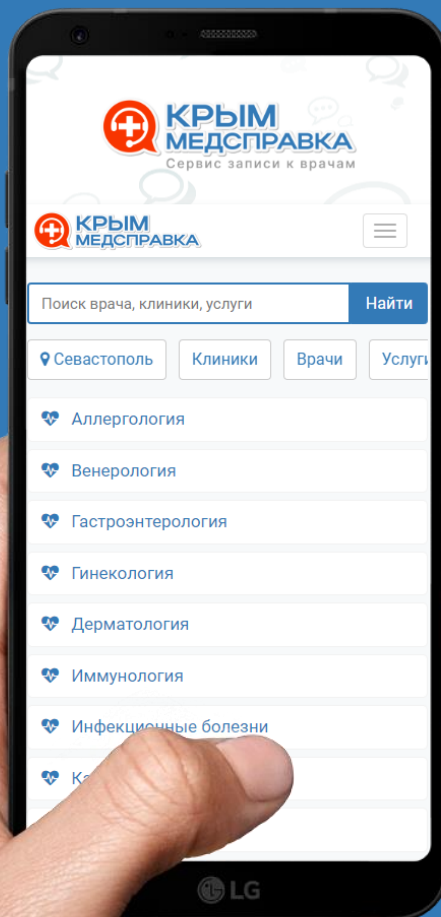 КРЫМ
МЕДСПРАВКА
Сервис записи к врачам
КРЫМ
МЕДСПРАВКА
Поиск врача, клиники, услуги
Найти
Севастополь
Клиники
Врачи
Аллергология
Венерология
Гастроэнтерология
Гинекология
Дерматология
Иммунология
Инфекционные болезни
LG